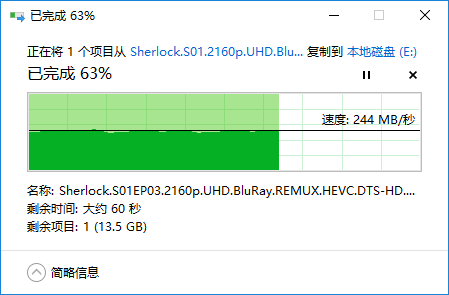 已完成 63%
正在将 1 个项目从 Sherlock.S01.2160p.UHD.Blu... 复制到 本地磁盘 (E:)
已完成 63%
速度: 244 MB/秒
名称: Sherlock.S01EP03.2160p.UHD.BluRay.REMUX.HEVC.DTS-HD....
剩余时间: 大约 60 秒
剩余项目: 1 (13.5 GB)
简略信息